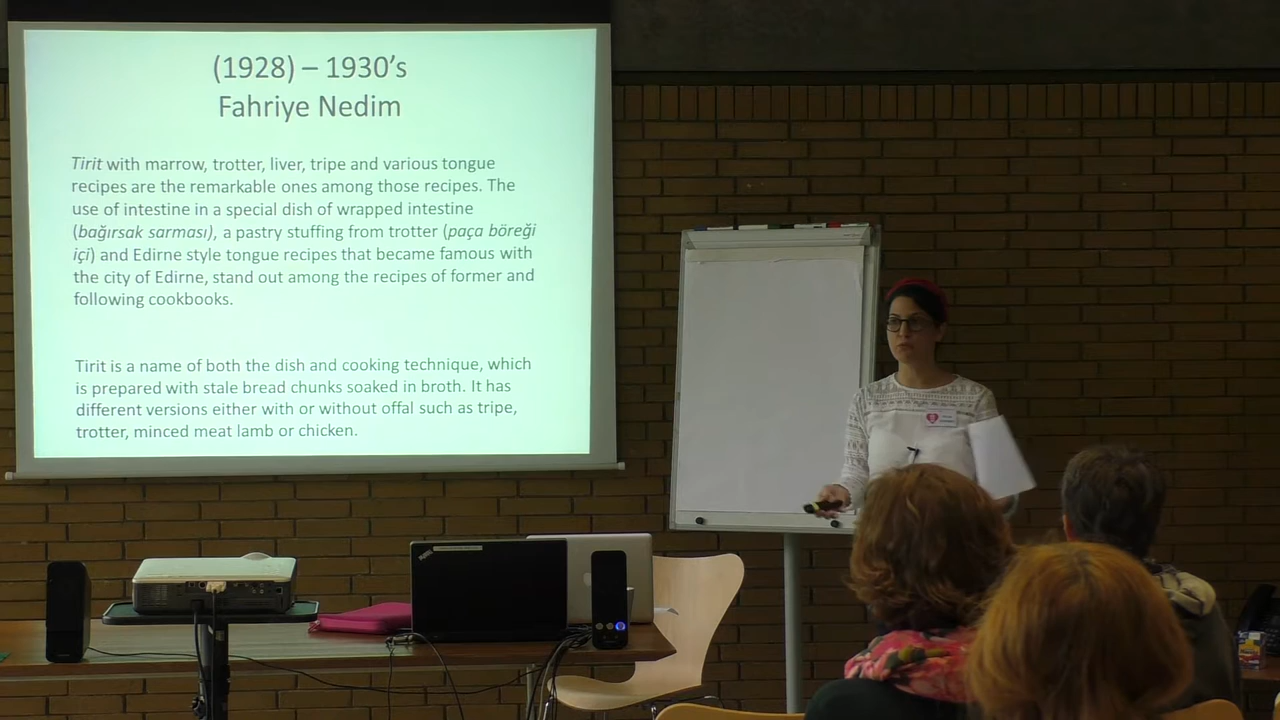 (1928) – 1930’s
Fahriye Nedim
Tirit with marrow, trotter, liver, tripe and various tongue
recipes are the remarkable ones among those recipes. The
use of intestine in a special dish of wrapped intestine
(bağırsak sarması), a pastry stuffing from trotter (paça böreği
içi) and Edirne style tongue recipes that became famous with
the city of Edirne, stand out among the recipes of former and
following cookbooks.
Tirit is a name of both the dish and cooking technique, which
is prepared with stale bread chunks soaked in broth. It has
different versions either with or without offal such as tripe,
trotter, minced meat lamb or chicken.